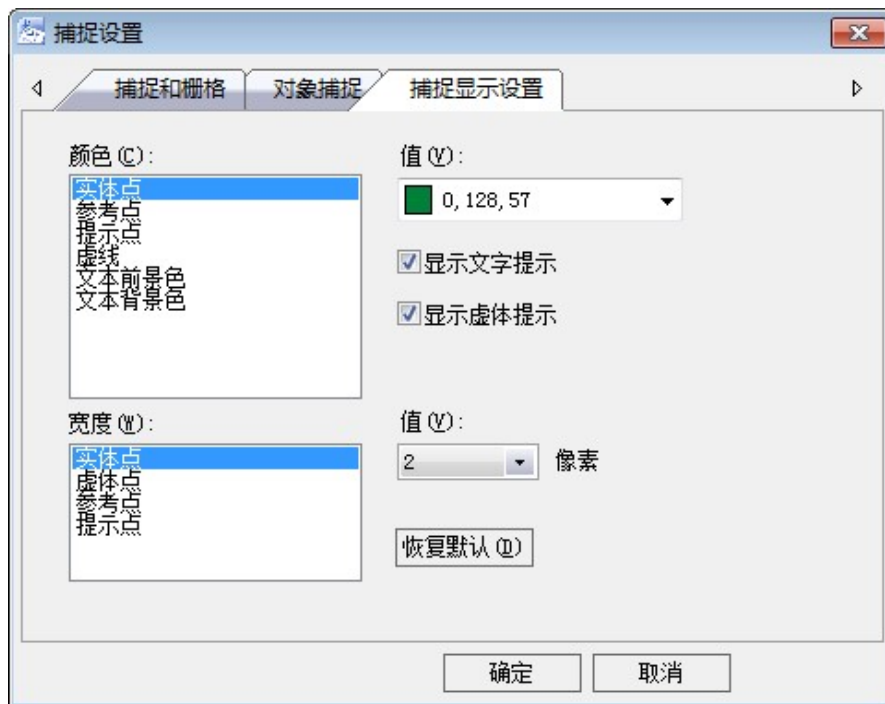 捕捉设置
捕捉和栅格 对象捕捉 捕捉显示设置
颜色(C):
实体点
参考点
提示点
虚线
文本前景色
文本背景色
值(V):
0, 128, 57
显示文字提示
显示虚体提示
宽度(W):
实体点
虚体点
参考点
提示点
值(V):
2 像素
恢复默认(D)
确定 取消